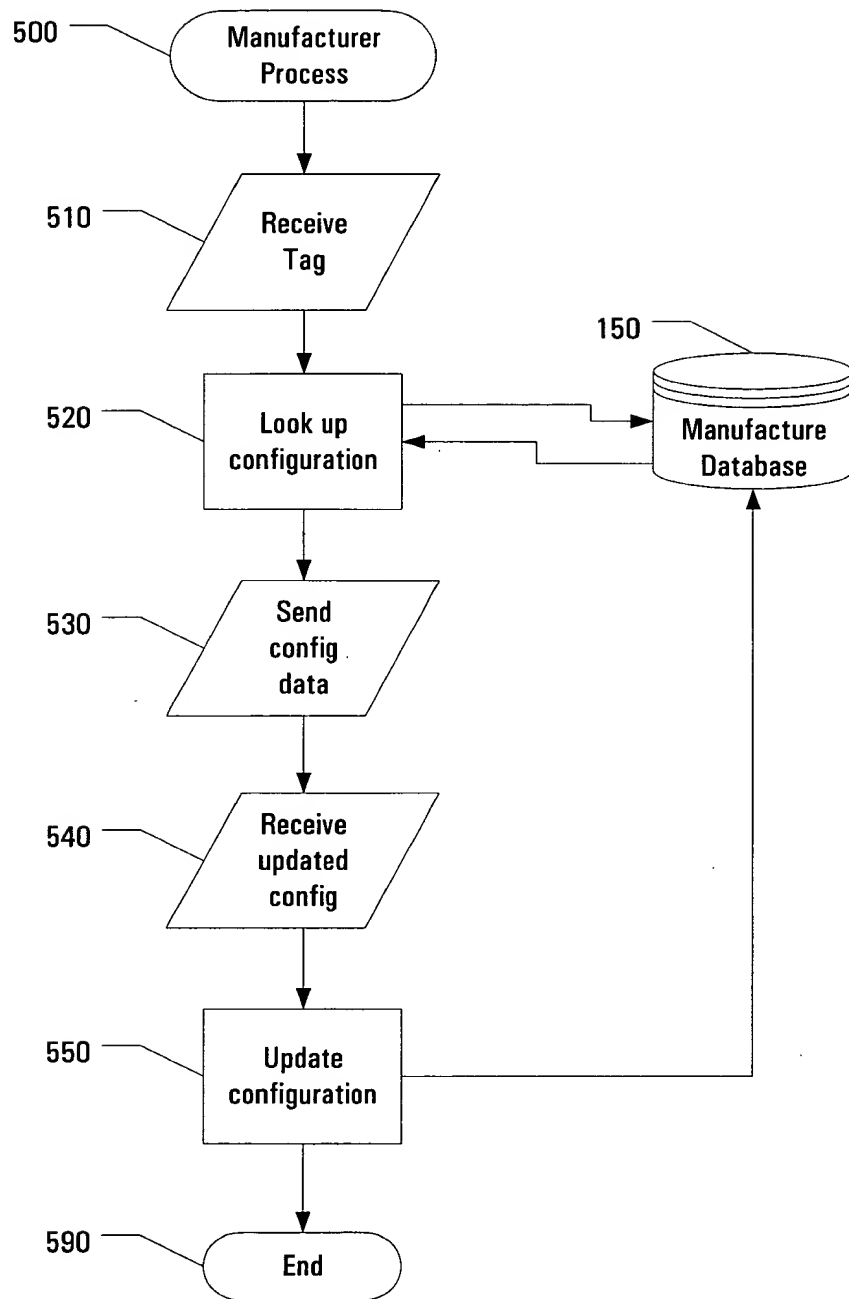 500
Manufacturer
Process
510
Receive
Tag
150
520
Look up
configuration
Manufacture
Database
530
Send
config
data
540
Receive
updated
config
550
Update
configuration
590
End